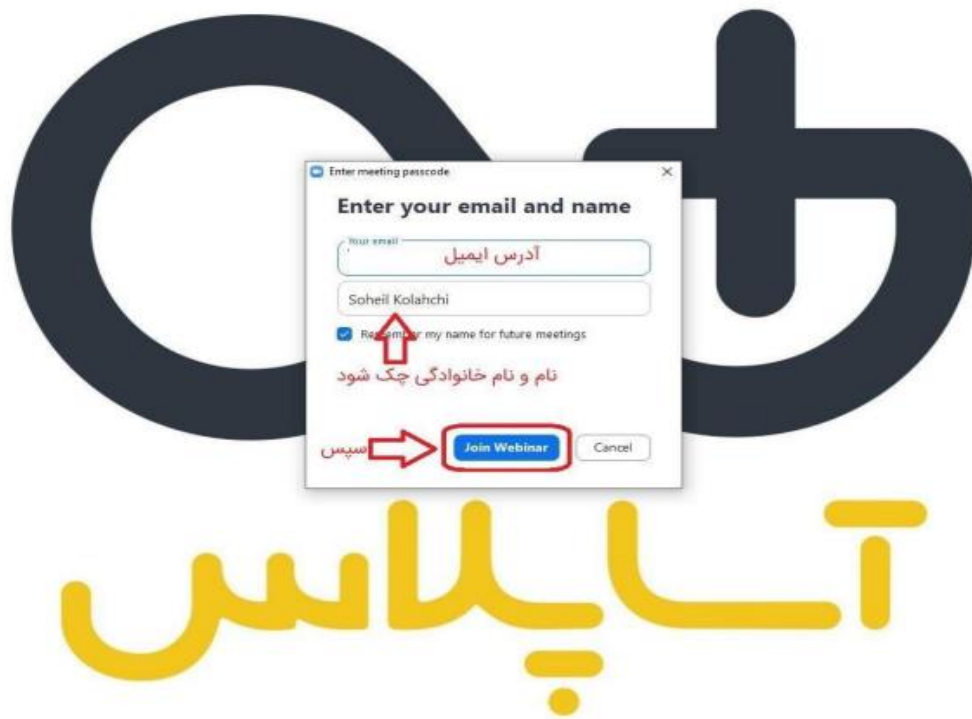 Enter meeting passcode
Enter your email and name
Your email
آدرس ایمیل
Soheil Kolahchi
Remember my name for future meetings
نام و نام خانوادگی چک شود
سپس
Join Webinar
Cancel
آساپلاس